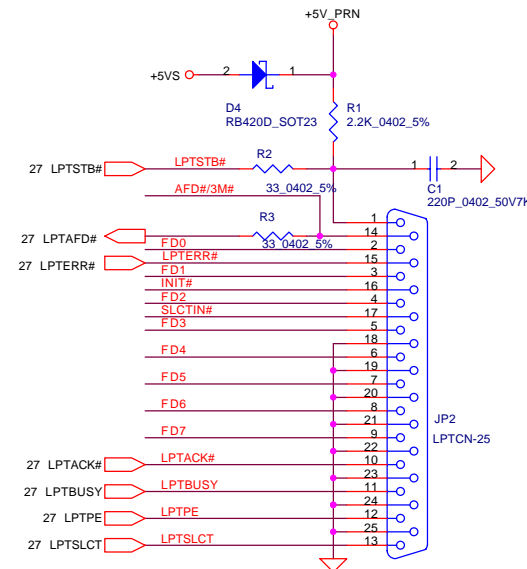 +5V_PRN
+5VS
2
1
D4
RB420D_SOT23
R1
2.2K_0402_5%
27 LPTSTB#
LPTSTB#
R2
33_0402_5%
1
2
C1
220P_0402_50V7K
AFD#/3M#
27 LPTAFD#
R3
33_0402_5%
1
14
FD0
2
27 LPTERR#
LPTERR#
15
FD1
3
INIT#
16
FD2
4
SLCTIN#
17
FD3
5
18
FD4
6
19
FD5
7
20
FD6
8
21
FD7
9
22
JP2
LPTCN-25
27 LPTACK#
LPTACK#
10
23
27 LPTBUSY
LPTBUSY
11
24
27 LPTPE
LPTPE
12
25
27 LPTSLCT
LPTSLCT
13